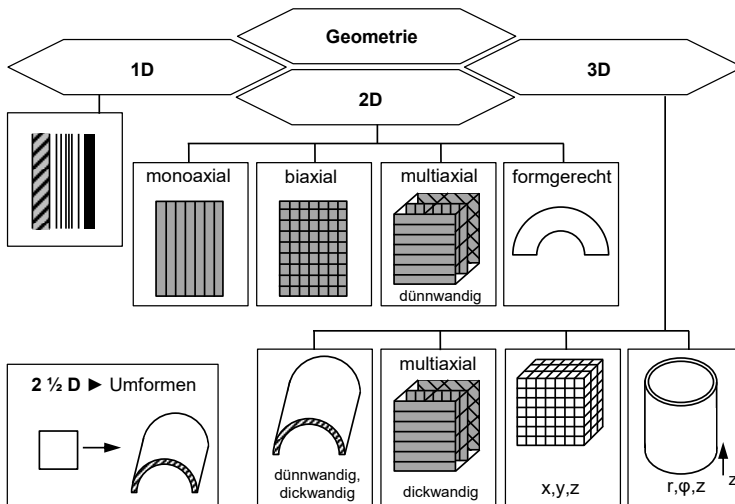 Geometrie
1D
2D
3D
monoaxial
biaxial
multiaxial
dünnwandig
formgerecht
2 ½ D ► Umformen
dünnwandig,
dickwandig
multiaxial
dickwandig
x,y,z
r,φ,z
z